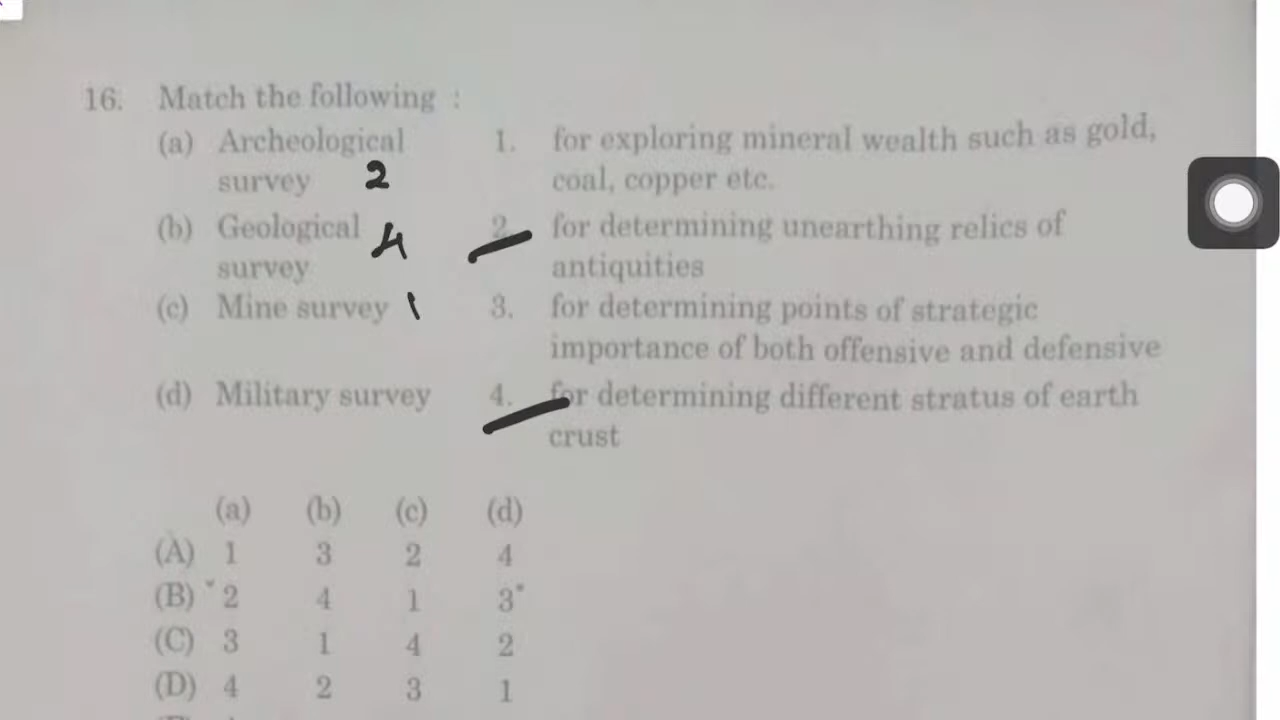 16. Match the following :
(a) Archeological 1. for exploring mineral wealth such as gold,
survey 2 coal, copper etc.
(b) Geological 4 2. for determining unearthing relics of
survey antiquities
(c) Mine survey 1 3. for determining points of strategic
importance of both offensive and defensive
(d) Military survey 4. for determining different stratus of earth
crust
(a) (b) (c) (d)
(A) 1 3 2 4
(B) 2 4 1 3
(C) 3 1 4 2
(D) 4 2 3 1